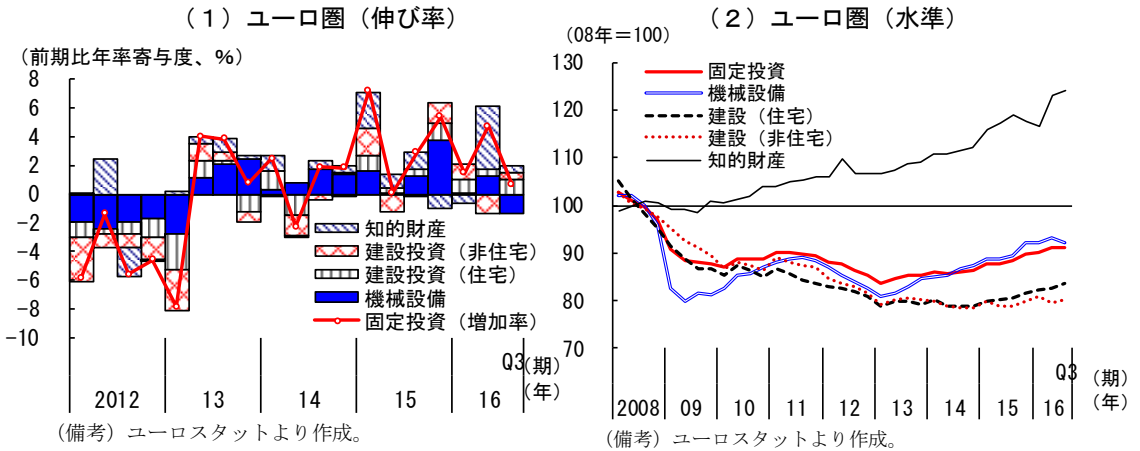 （１）ユーロ圏（伸び率）
（前期比年率寄与度、％）
8
6
4
2
0
-2
-4
-6
-8
-10
知的財産
建設投資（非住宅）
建設投資（住宅）
機械設備
固定投資（増加率）
Q3（期）
2012 13 14 15 16 （年）
（備考）ユーロスタットより作成。
（２）ユーロ圏（水準）
（08年＝100）
130
120
110
100
90
80
70
固定投資
機械設備
建設（住宅）
建設（非住宅）
知的財産
Q3 （期）
2008 09 10 11 12 13 14 15 16 （年）
（備考）ユーロスタットより作成。